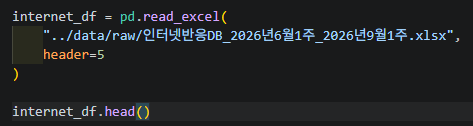 internet_df = pd.read_excel(
    "../data/raw/인터넷반응DB_2026년6월1주_2026년9월1주.xlsx",
    header=5
)

internet_df.head()